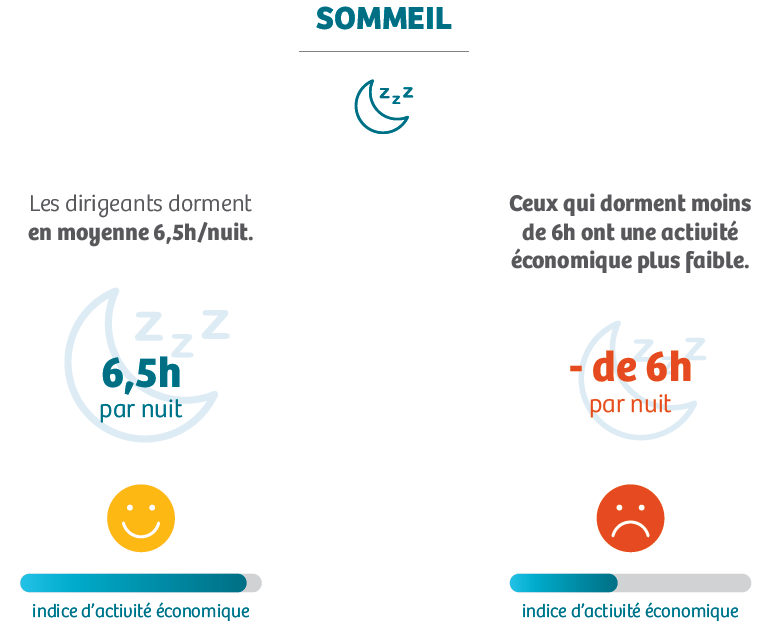 SOMMEIL
z z z
Les dirigeants dorment
en moyenne 6,5h/nuit.
z z z
6,5h
par nuit
indice d'activité économique
Ceux qui dorment moins
de 6h ont une activité
économique plus faible.
z z z
- de 6h
par nuit
indice d'activité économique